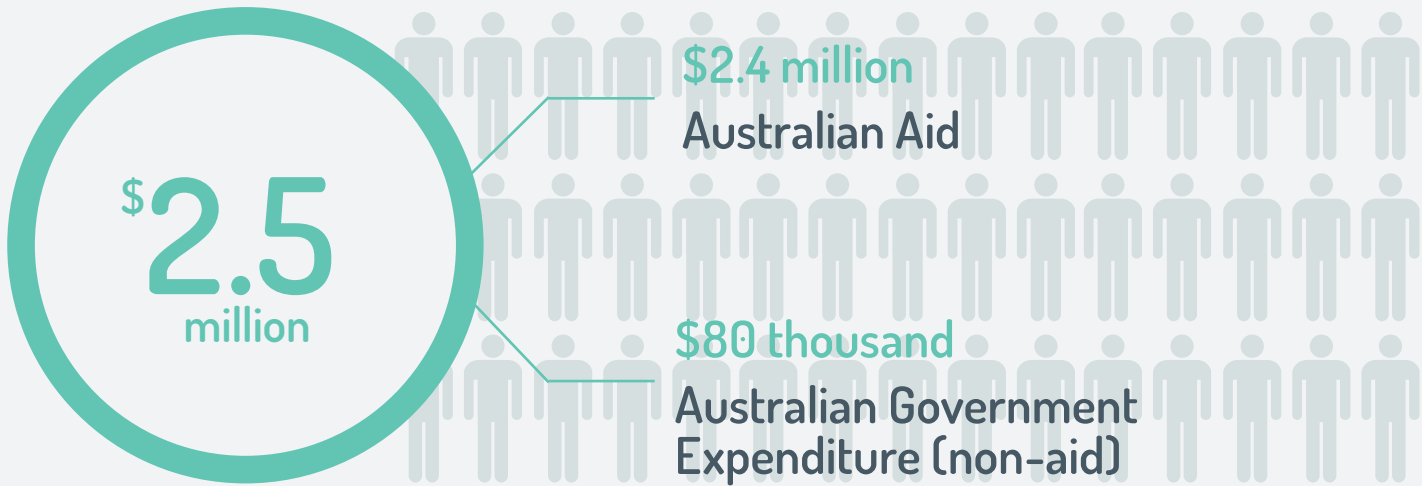 $2.5
million
$2.4 million
Australian Aid
$80 thousand
Australian Government
Expenditure (non-aid)